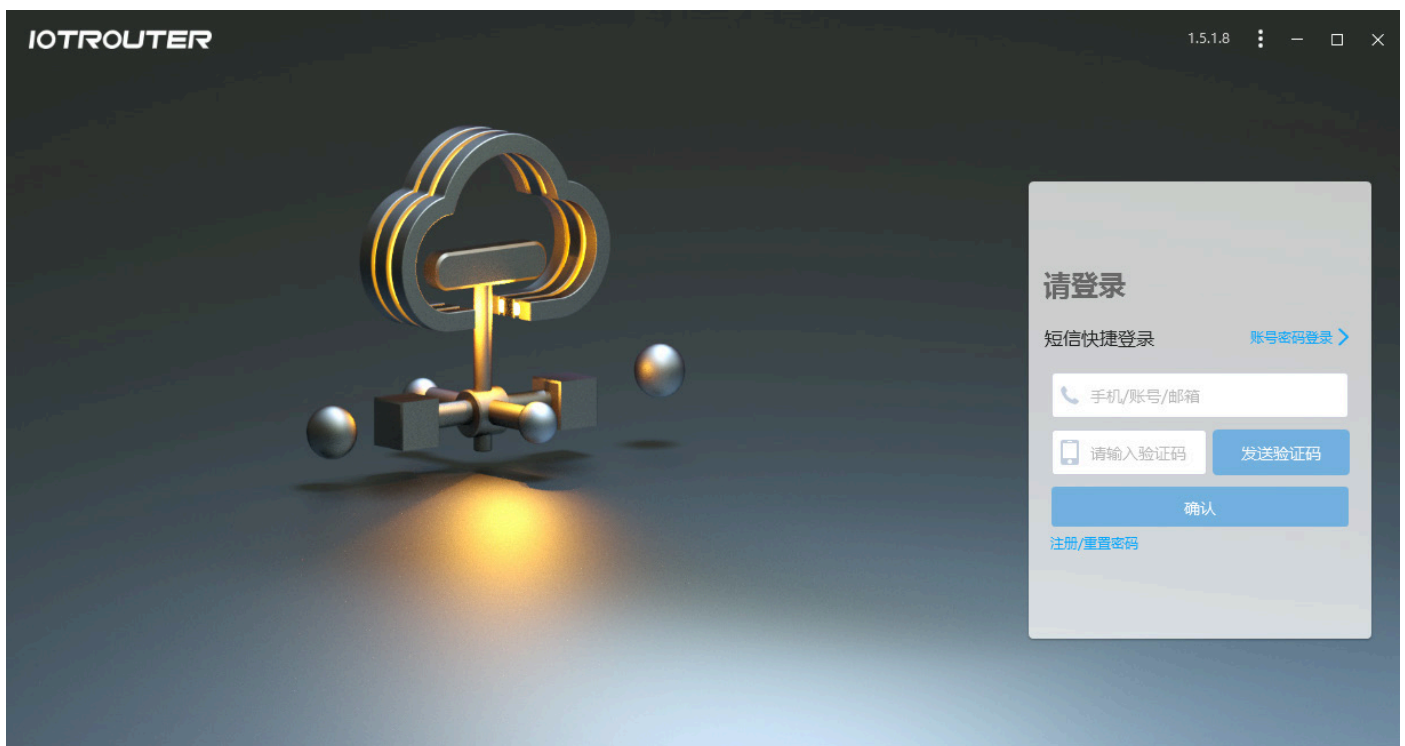 IOTROUTER
1.5.1.8
请登录
短信快捷登录 账号密码登录
手机/账号/邮箱
请输入验证码 发送验证码
确认
注册/重置密码